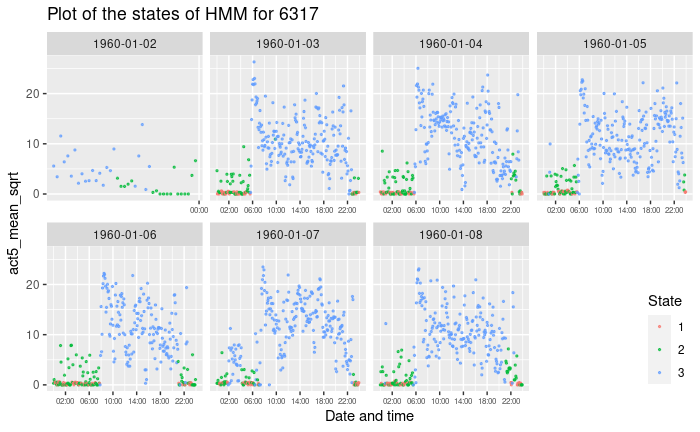 Plot of the states of HMM for 6317
1960-01-02 1960-01-03 1960-01-04 1960-01-05
20
10
0
00:00 02:00 06:00 10:00 14:00 18:00 22:00 02:00 06:00 10:00 14:00 18:00 22:00 02:00 06:00 10:00 14:00 18:00 22:00
act5_mean_sqrt
1960-01-06 1960-01-07 1960-01-08
20
10
0
02:00 06:00 10:00 14:00 18:00 22:00 02:00 06:00 10:00 14:00 18:00 22:00 02:00 06:00 10:00 14:00 18:00 22:00
Date and time
State
1
2
3